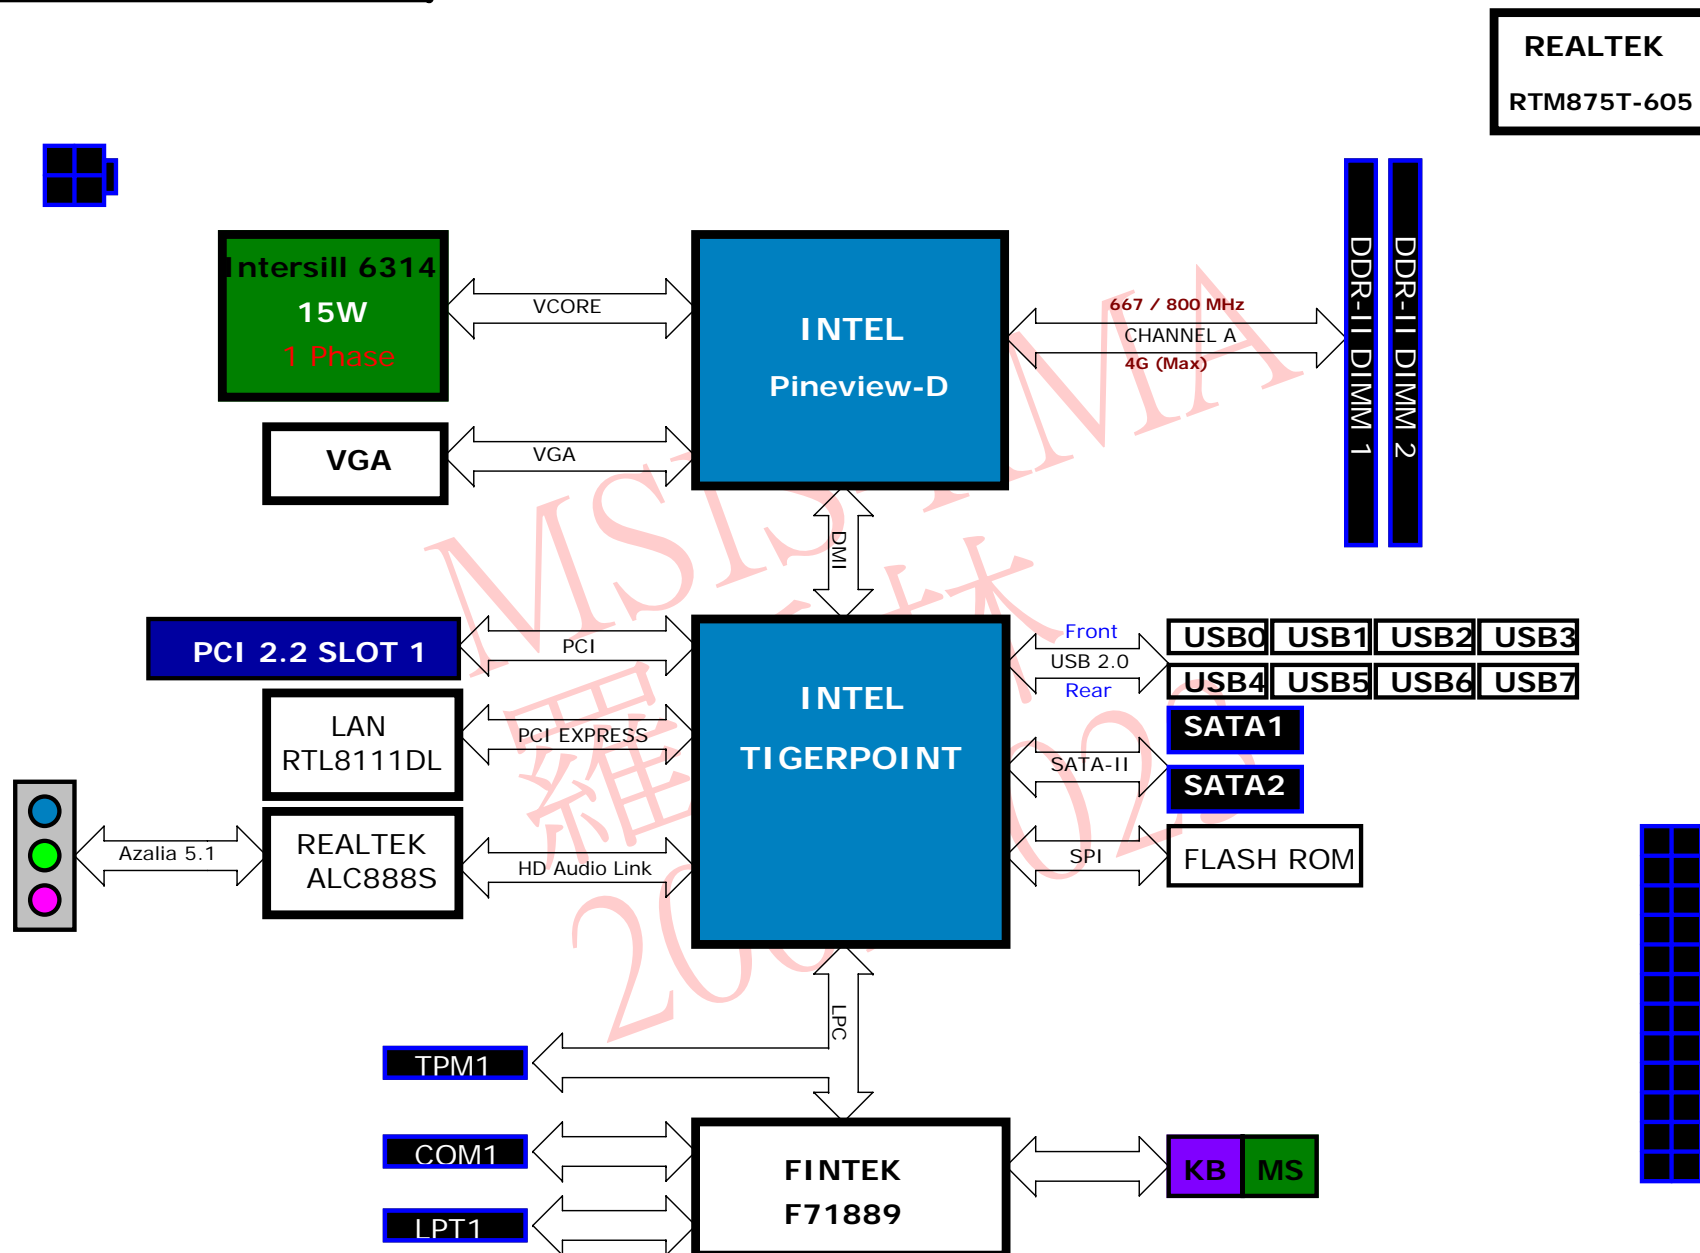 REALTEK
RTM875T-605
Intersill 6314
15W
1 Phase
VCORE
INTEL
Pineview-D
667 / 800 MHz
CHANNEL A
4G (Max)
DDR-II DIMM 1
DDR-II DIMM 2
VGA
VGA
DMI
PCI 2.2 SLOT 1
PCI
INTEL
TIGERPOINT
Front
USB 2.0
Rear
USB0 USB1 USB2 USB3
USB4 USB5 USB6 USB7
LAN
RTL8111DL
PCI EXPRESS
SATA-II
SATA1
SATA2
Azalia 5.1
REALTEK
ALC888S
HD Audio Link
SPI
FLASH ROM
LPC
TPM1
COM1
LPT1
FINTEK
F71889
KB MS